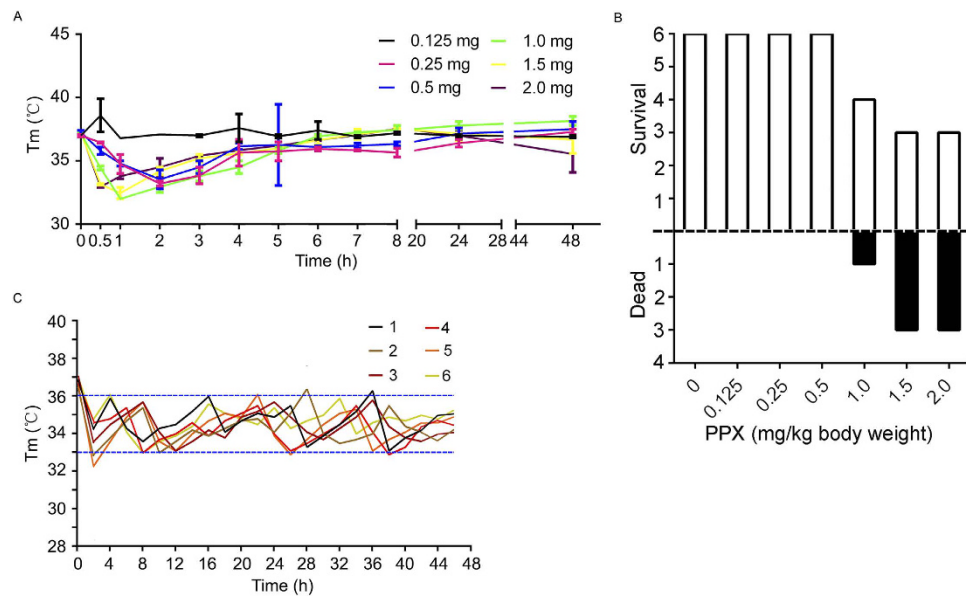 A
45
40
35
30
Tm (℃)
0.125 mg
0.25 mg
0.5 mg
1.0 mg
1.5 mg
2.0 mg
0 0.5 1 2 3 4 5 6 7 8 20 24 28 44 48
Time (h)
B
6
5
4
3
2
1
Survival
1
2
3
4
Dead
0 0.125 0.25 0.5 1.0 1.5 2.0
PPX (mg/kg body weight)
C
40
38
36
34
32
30
28
Tm (℃)
1
2
3
4
5
6
0 4 8 12 16 20 24 28 32 36 40 44 48
Time (h)